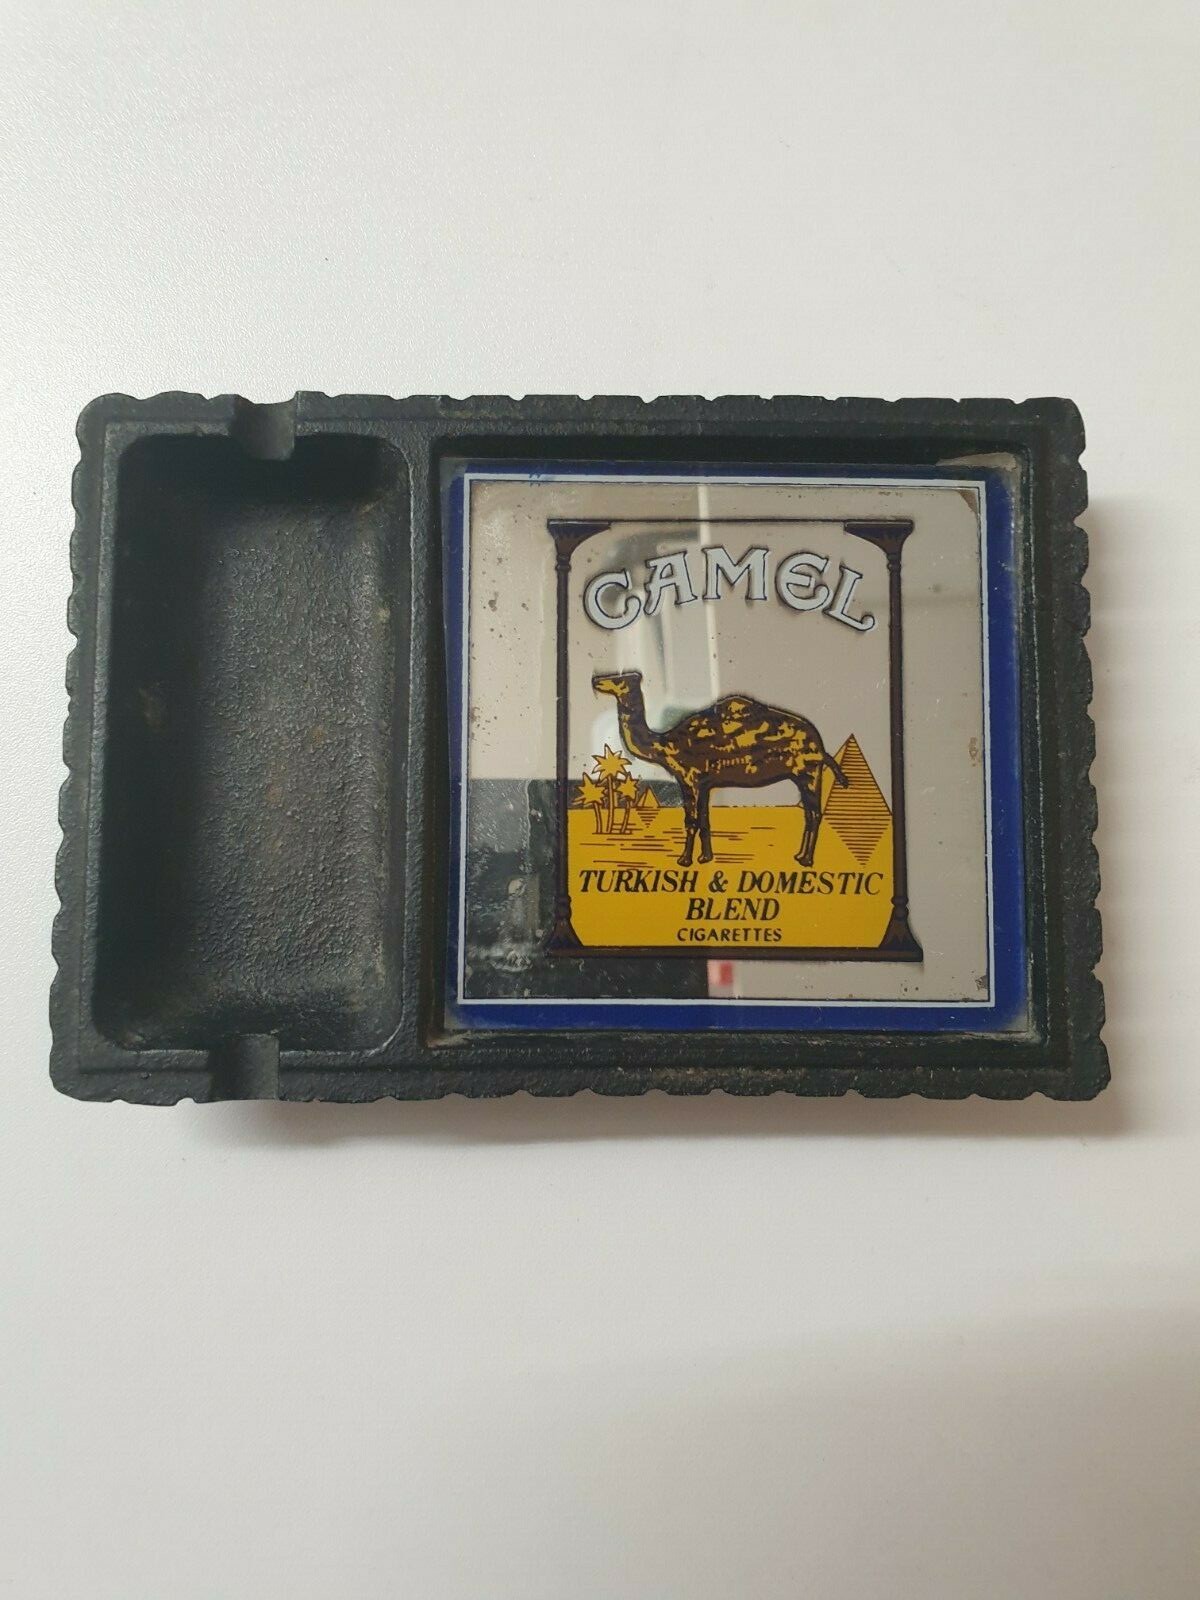 CAMEL
TURKISH & DOMESTIC
BLEND
CIGARETTES